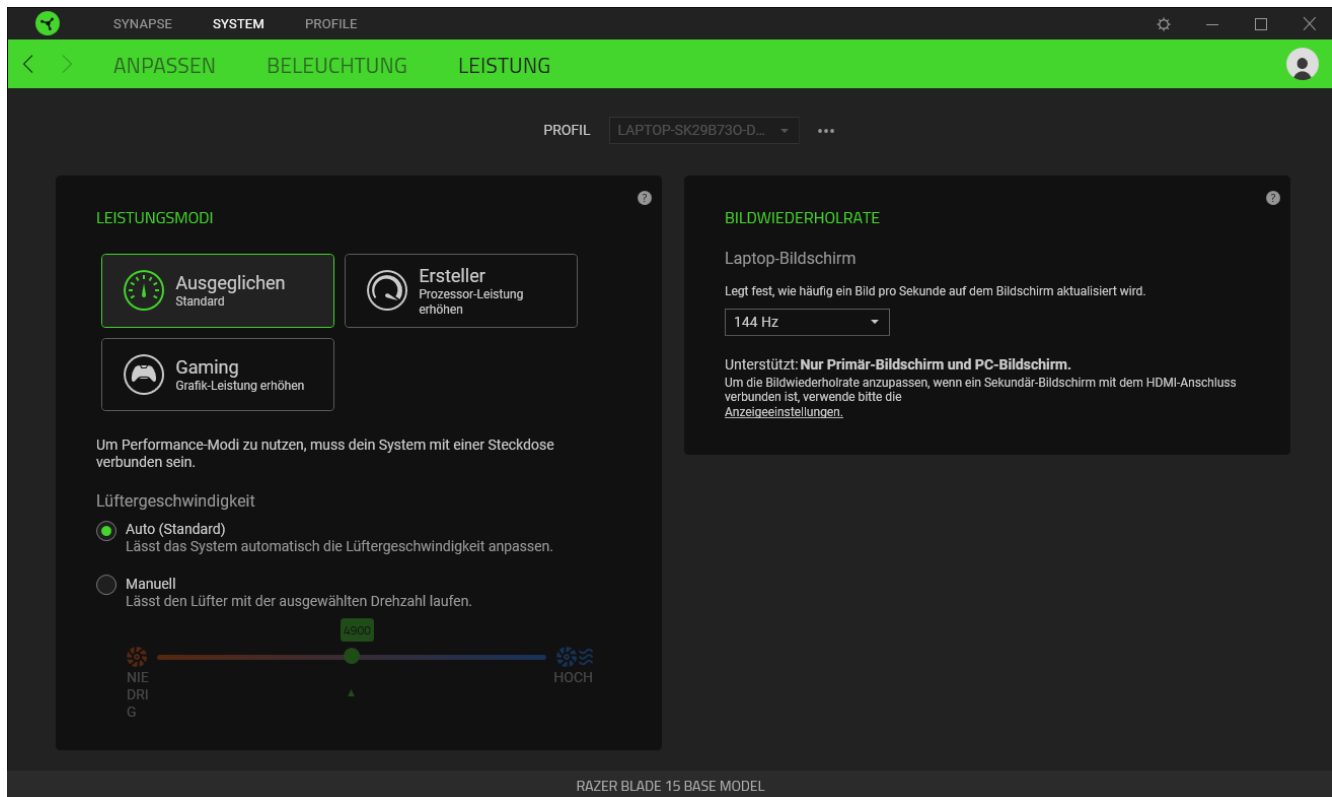 SYNAPSE SYSTEM PROFILE
ANPASSEN BELEUCHTUNG LEISTUNG
PROFIL LAPTOP-SK29B73O-D...
LEISTUNGSMODI
Ausgeglichen
Standard
Ersteller
Prozessor-Leistung
erhöhen
Gaming
Grafik-Leistung erhöhen
Um Performance-Modi zu nutzen, muss dein System mit einer Steckdose
verbunden sein.
Lüftergeschwindigkeit
Auto (Standard)
Lässt das System automatisch die Lüftergeschwindigkeit anpassen.
Manuell
Lässt den Lüfter mit der ausgewählten Drehzahl laufen.
4900
NIE
DRI
G
HOCH
BILDWIEDERHOLRATE
Laptop-Bildschirm
Legt fest, wie häufig ein Bild pro Sekunde auf dem Bildschirm aktualisiert wird.
144 Hz
Unterstützt: Nur Primär-Bildschirm und PC-Bildschirm.
Um die Bildwiederholrate anzupassen, wenn ein Sekundär-Bildschirm mit dem HDMI-Anschluss
verbunden ist, verwende bitte die
Anzeigeeinstellungen.
RAZER BLADE 15 BASE MODEL